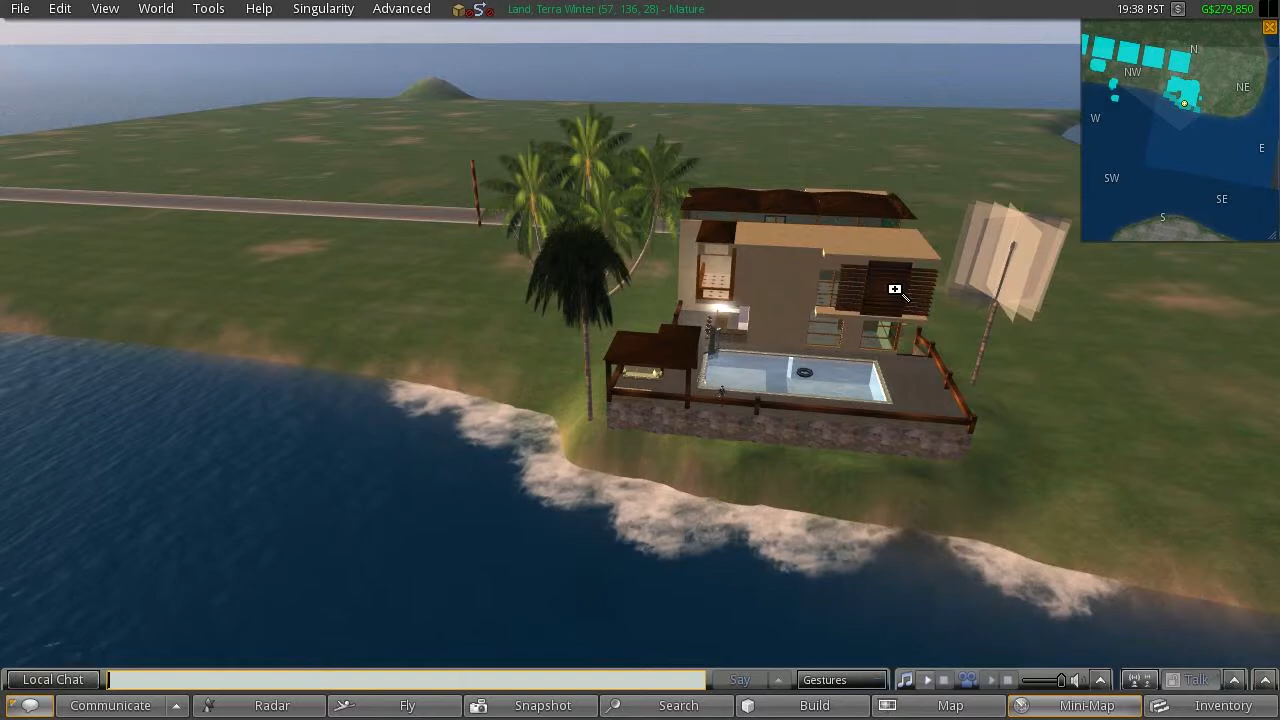 File Edit View World Tools Help Singularity Advanced Land, Terra Winter (57, 136, 28) - Mature 19:38 PST $ G$279,850
N
NW
NE
W
E
SW
SE
S
Local Chat Say Gestures Talk
Communicate Radar Fly Snapshot Search Build Map Mini-Map Inventory